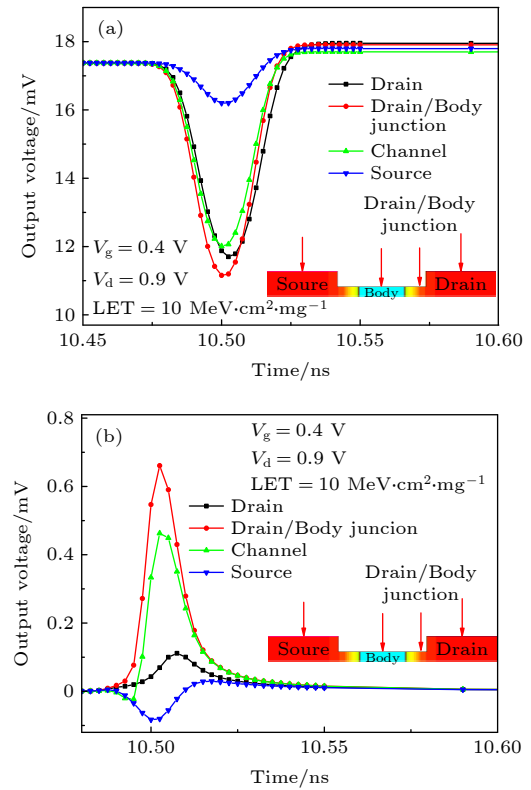 (a)
18
16
14
12
10
Output voltage/mV
Drain
Drain/Body
junction
Channel
Source
Drain/Body
junction
Vg = 0.4 V
Vd = 0.9 V
LET = 10 MeV·cm²·mg⁻¹
Soure
Body
Drain
10.45
10.50
10.55
10.60
Time/ns
(b)
0.8
0.6
0.4
0.2
0
Output voltage/mV
Vg = 0.4 V
Vd = 0.9 V
LET = 10 MeV·cm²·mg⁻¹
Drain
Drain/Body juncion
Channel
Source
Drain/Body
junction
Soure
Body
Drain
10.50
10.55
10.60
Time/ns